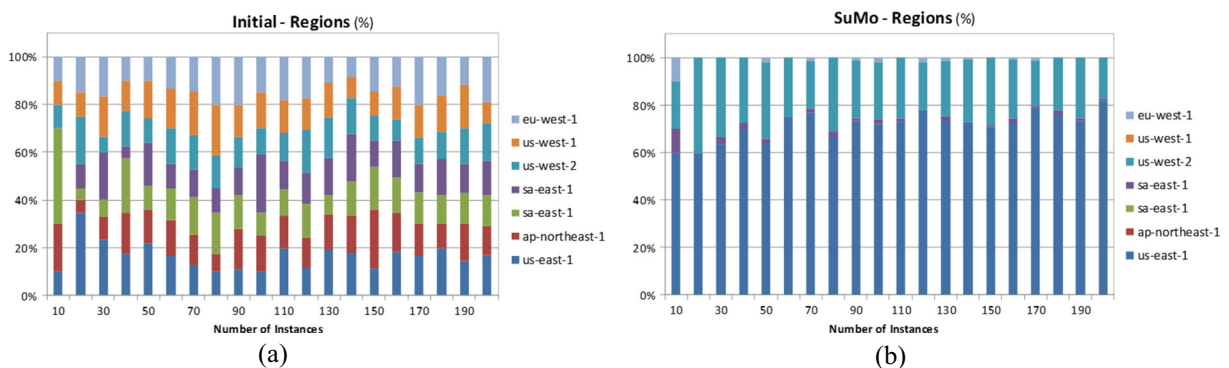 Initial - Regions (%)
100%
80%
60%
40%
20%
0%
10 30 50 70 90 110 130 150 170 190
Number of Instances
eu-west-1
us-west-1
us-west-2
sa-east-1
sa-east-1
ap-northeast-1
us-east-1
(a)
SuMo - Regions (%)
100%
80%
60%
40%
20%
0%
10 30 50 70 90 110 130 150 170 190
Number of Instances
eu-west-1
us-west-1
us-west-2
sa-east-1
sa-east-1
ap-northeast-1
us-east-1
(b)